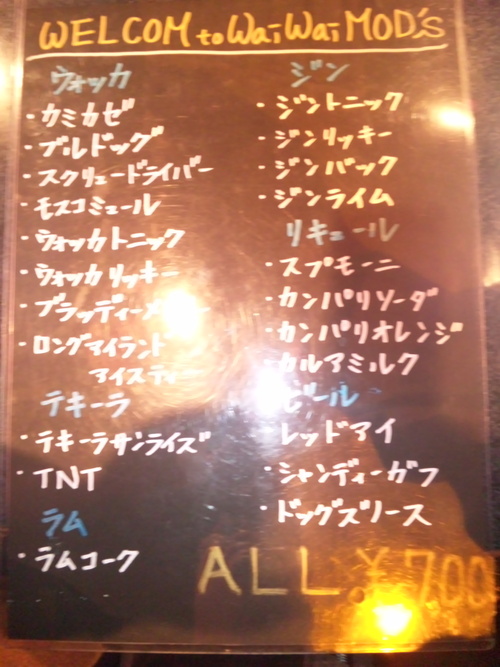 WELCOM to Wai Wai MOD's
ウォッカ
・カミカゼ
・ブルドッグ
・スクリュードライバー
・モスコミュール
・ウォッカトニック
・ウォッカリッキー
・ブラッディー
・ロングアイランド
アイスティー
テキーラ
・テキーラサンライズ
・TNT
ラム
・ラムコーク
ジン
・ジントニック
・ジンリッキー
・ジンバック
・ジンライム
リキュール
・スプモーニ
・カンパリソーダ
・カンパリオレンジ
・カルアミルク
ビール
・レッドアイ
・シャンディーガフ
・ドッグズノーズ
ALL ¥700